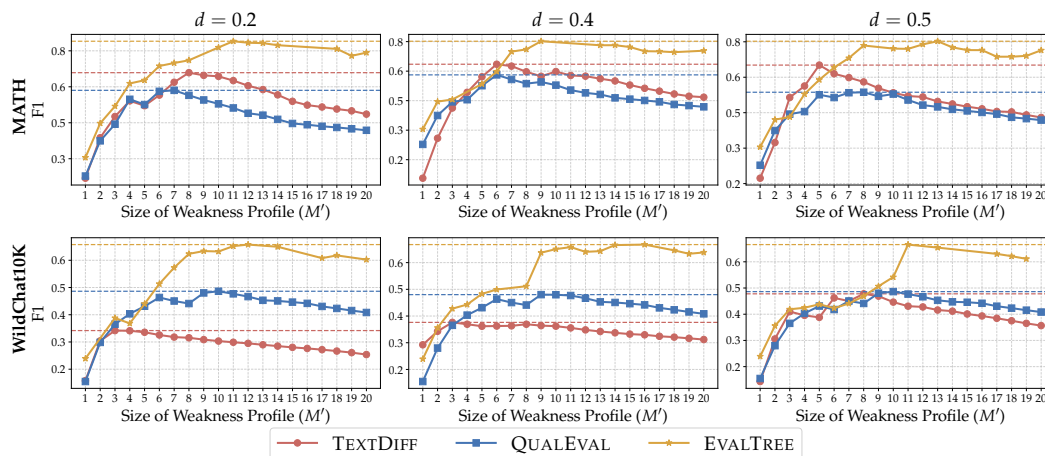 d = 0.2
d = 0.4
d = 0.5
MATH
F1
0.8
0.6
0.5
0.3
1 2 3 4 5 6 7 8 9 10 11 12 13 14 15 16 17 18 19 20
Size of Weakness Profile (M′)
0.8
0.6
0.5
0.3
0.2
1 2 3 4 5 6 7 8 9 10 11 12 13 14 15 16 17 18 19 20
Size of Weakness Profile (M′)
0.8
0.6
0.5
0.3
0.2
1 2 3 4 5 6 7 8 9 10 11 12 13 14 15 16 17 18 19 20
Size of Weakness Profile (M′)
WildChat10K
F1
0.6
0.5
0.4
0.3
0.2
1 2 3 4 5 6 7 8 9 10 11 12 13 14 15 16 17 18 19 20
Size of Weakness Profile (M′)
0.6
0.5
0.4
0.3
0.2
1 2 3 4 5 6 7 8 9 10 11 12 13 14 15 16 17 18 19 20
Size of Weakness Profile (M′)
0.6
0.5
0.4
0.3
0.2
1 2 3 4 5 6 7 8 9 10 11 12 13 14 15 16 17 18 19 20
Size of Weakness Profile (M′)
TEXTDIFF
QUALEVAL
EVALTREE